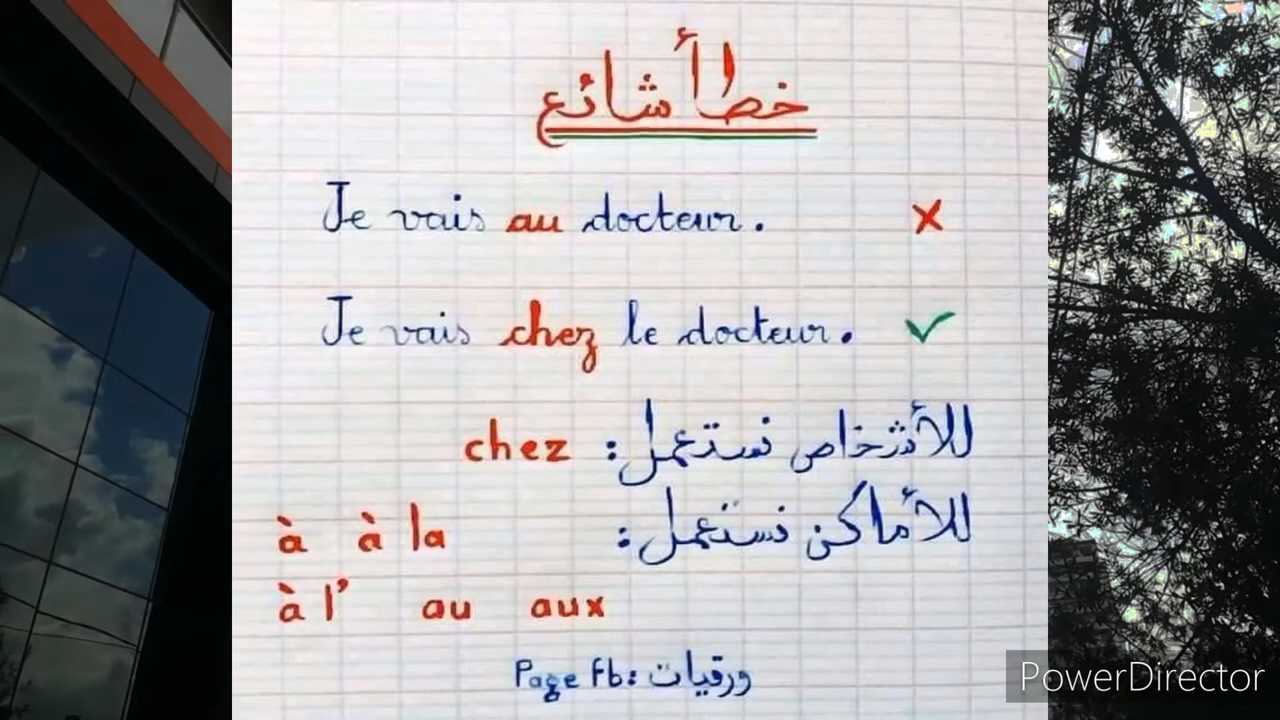 خطأ شائع
Je vais au docteur. ×
Je vais chez le docteur. ✓
للأشخاص نستعمل: chez
للأماكن نستعمل: à à la
à l' au aux
Page fb: ورقيات
PowerDirector